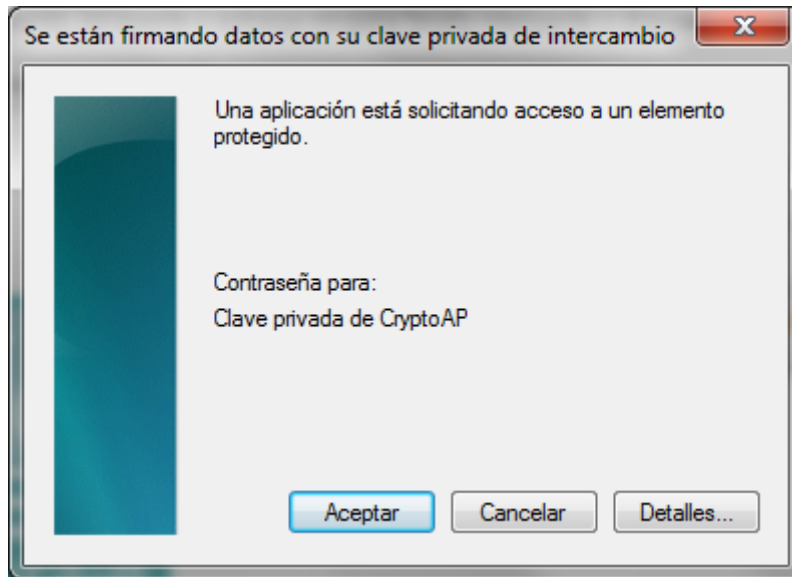 Se están firmando datos con su clave privada de intercambio
Una aplicación está solicitando acceso a un elemento
protegido.
Contraseña para:
Clave privada de CryptoAP
Aceptar
Cancelar
Detalles...